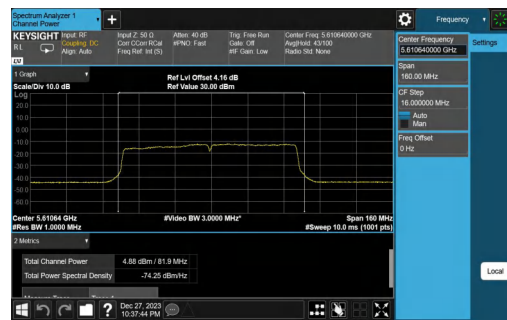 Spectrum Analyzer 1
Channel Power
+
Frequency
KEYSIGHT
RL
Input: RF
Coupling: DC
Align: Auto
Input Z: 50 Ω
Corr CCorr RCal
Freq Ref: Int (S)
Atten: 40 dB
#PNO: Fast
Trig: Free Run
Gate: Off
#IF Gain: Low
Center Freq: 5.610640000 GHz
Avg|Hold: 43/100
Radio Std: None
LVI
Center Frequency
5.610640000 GHz
Settings
Span
160.00 MHz
CF Step
16.000000 MHz
Auto
Man
Freq Offset
0 Hz
Local
1 Graph
Scale/Div 10.0 dB
Ref Lvl Offset 4.16 dB
Ref Value 30.00 dBm
Log
20.0
10.0
0.00
-10.0
-20.0
-30.0
-40.0
-50.0
-60.0
Center 5.61064 GHz
#Video BW 3.0000 MHz*
Span 160 MHz
#Res BW 1.0000 MHz
#Sweep 10.0 ms (1001 pts)
2 Metrics
Total Channel Power
4.88 dBm / 81.9 MHz
Total Power Spectral Density
-74.25 dBm/Hz
?
Dec 27, 2023
10:37:44 PM